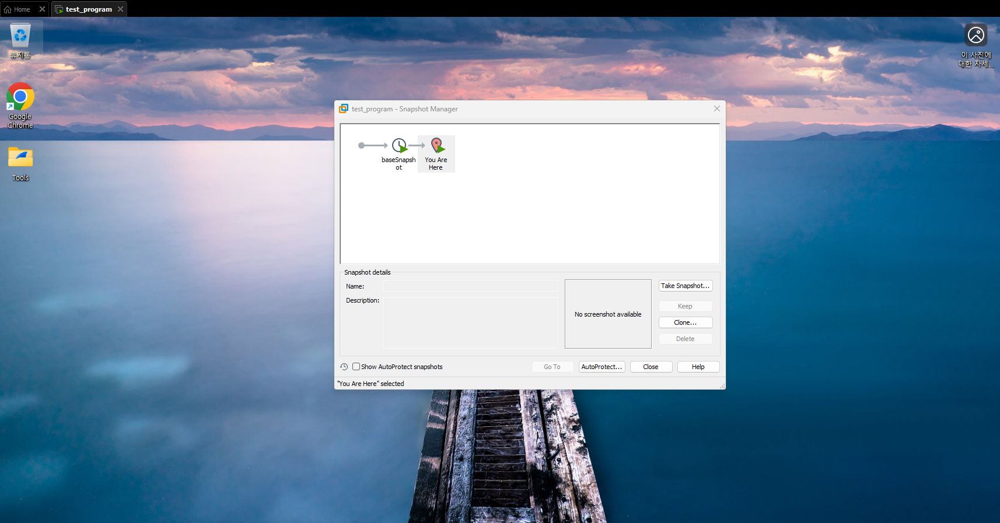 Home
test_program
휴지통
이 사진에
대한 자세...
Google
Chrome
Tools
test_program - Snapshot Manager
baseSnapsh
ot
You Are
Here
Snapshot details
Name:
Description:
No screenshot available
Take Snapshot...
Keep
Clone...
Delete
Show AutoProtect snapshots
Go To
AutoProtect...
Close
Help
"You Are Here" selected